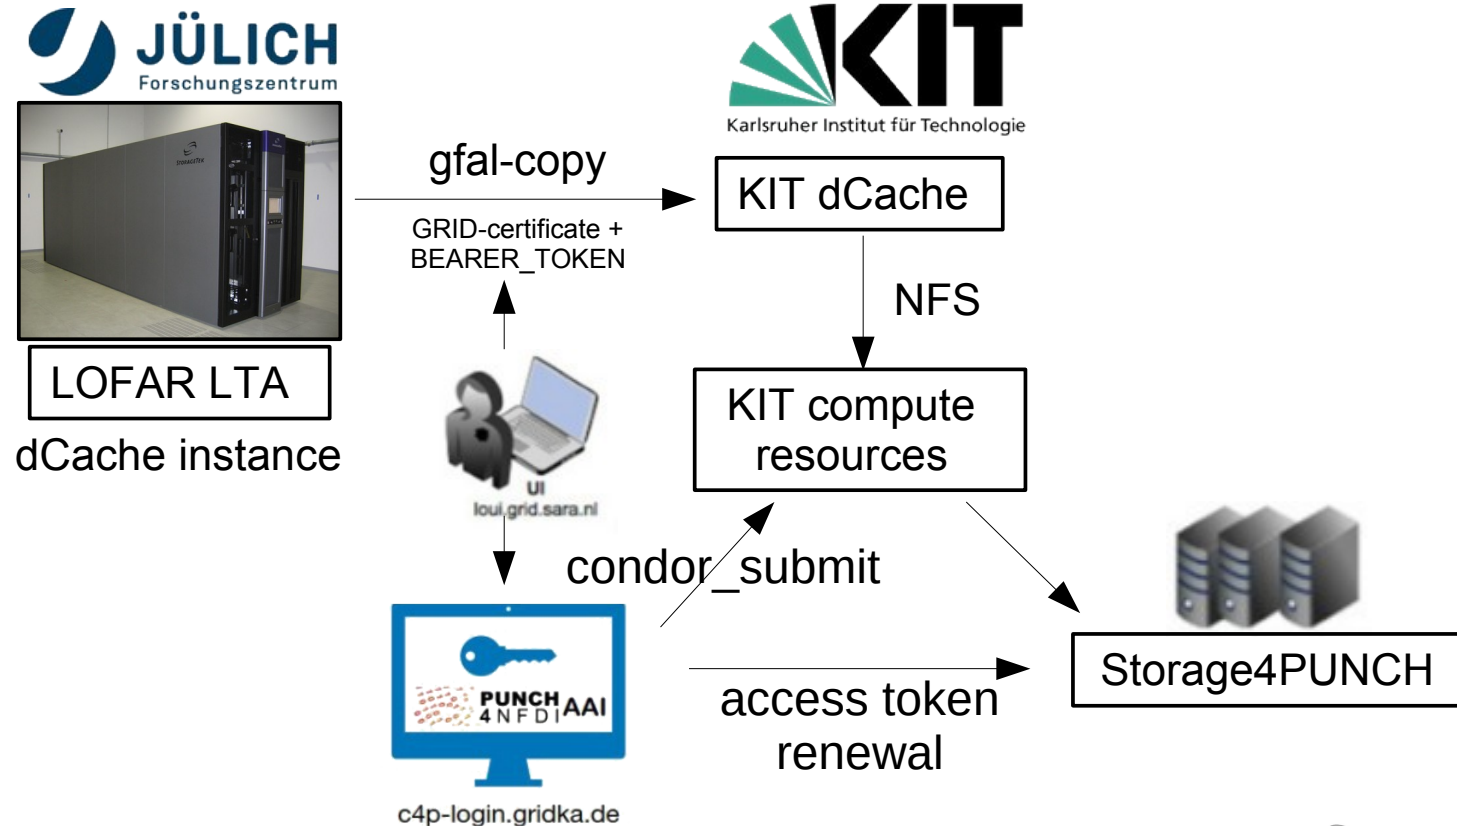 JÜLICH
Forschungszentrum
KIT
Karlsruher Institut für Technologie
STORAGETEK
gfal-copy
KIT dCache
GRID-certificate +
BEARER_TOKEN
NFS
LOFAR LTA
dCache instance
KIT compute
resources
UI
loui.grid.sara.nl
condor_submit
PUNCH
4NFDI
AAI
Storage4PUNCH
access token
renewal
c4p-login.gridka.de